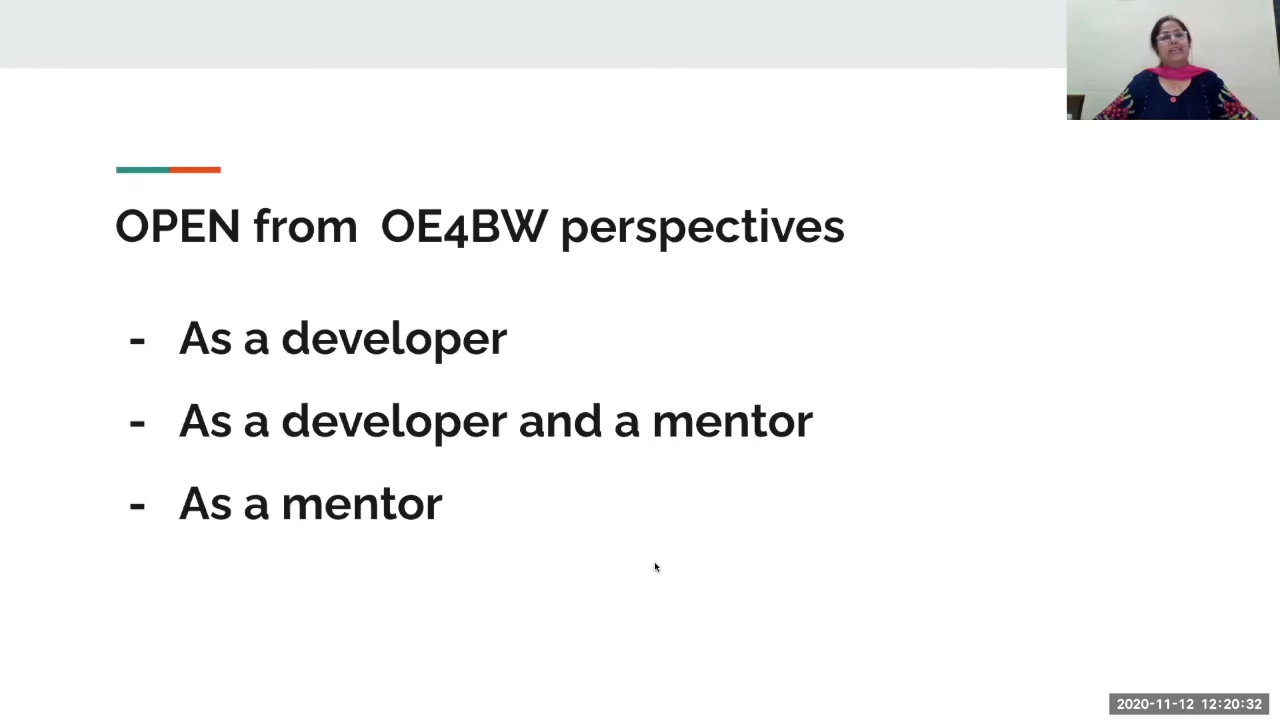 OPEN from  OE4BW perspectives
- As a developer
- As a developer and a mentor
- As a mentor
2020-11-12 12:20:32